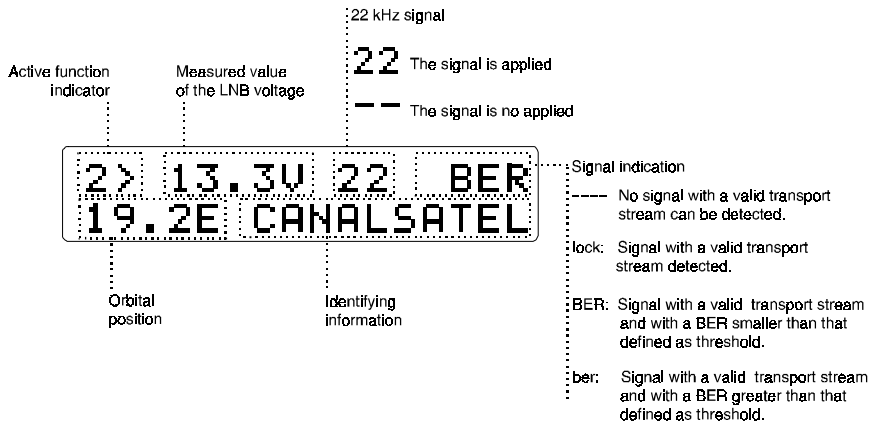 22 kHz signal
22 The signal is applied
-- The signal is no applied
Active function
indicator
Measured value
of the LNB voltage
2> 13.3V 22 BER
19.2E CANALSATEL
Signal indication
---- No signal with a valid transport
stream can be detected.
lock: Signal with a valid transport
stream detected.
BER: Signal with a valid transport stream
and with a BER smaller than that
defined as threshold.
ber: Signal with a valid transport stream
and with a BER greater than that
defined as threshold.
Orbital
position
Identifying
information